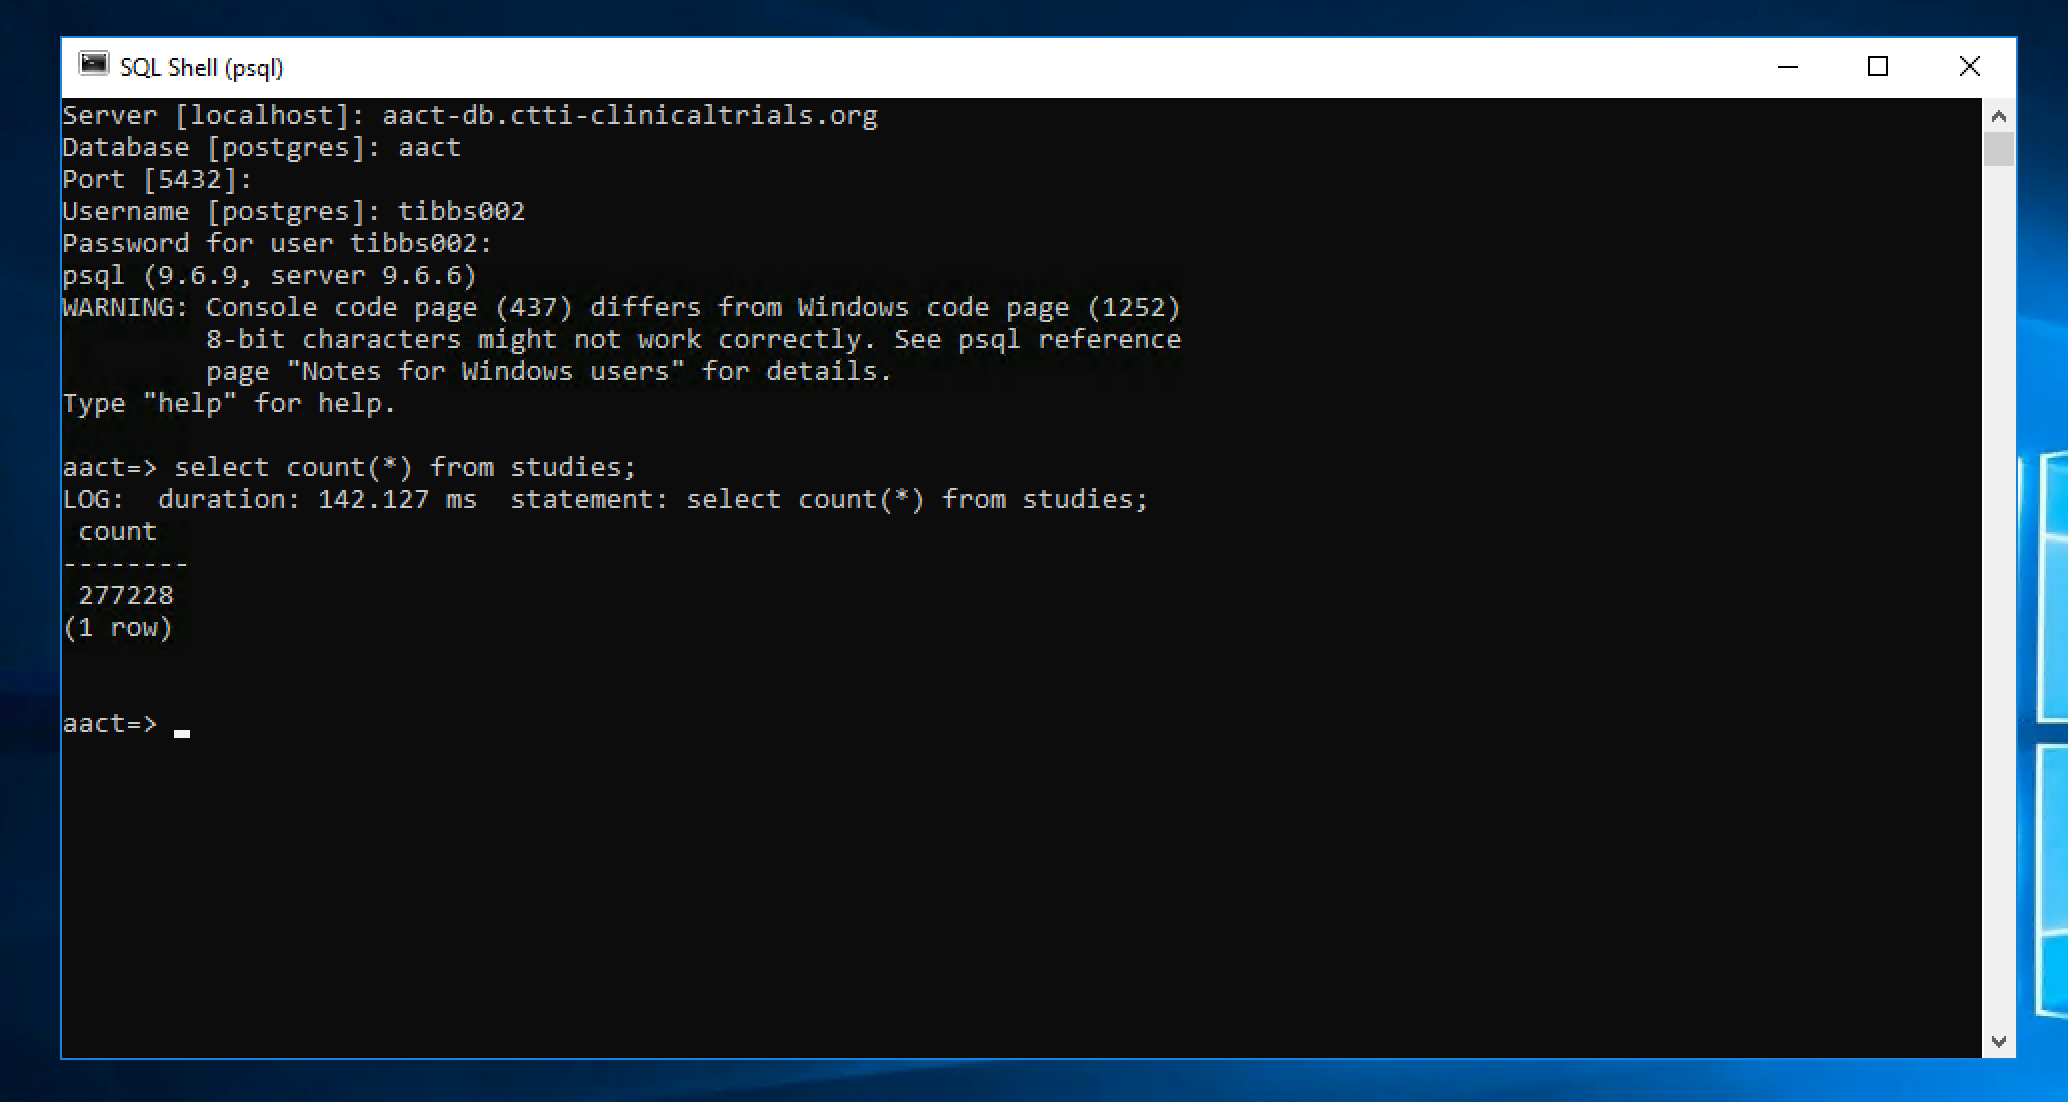 SQL Shell (psql)
Server [localhost]: aact-db.ctti-clinicaltrials.org
Database [postgres]: aact
Port [5432]:
Username [postgres]: tibbs002
Password for user tibbs002:
psql (9.6.9, server 9.6.6)
WARNING: Console code page (437) differs from Windows code page (1252)
         8-bit characters might not work correctly. See psql reference
         page "Notes for Windows users" for details.
Type "help" for help.

aact=> select count(*) from studies;
LOG:  duration: 142.127 ms  statement: select count(*) from studies;
 count
--------
 277228
(1 row)


aact=> _